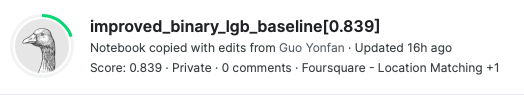 improved_binary_lgb_baseline[0.839]
Notebook copied with edits from Guo Yonfan · Updated 16h ago
Score: 0.839 · Private · 0 comments · Foursquare - Location Matching +1